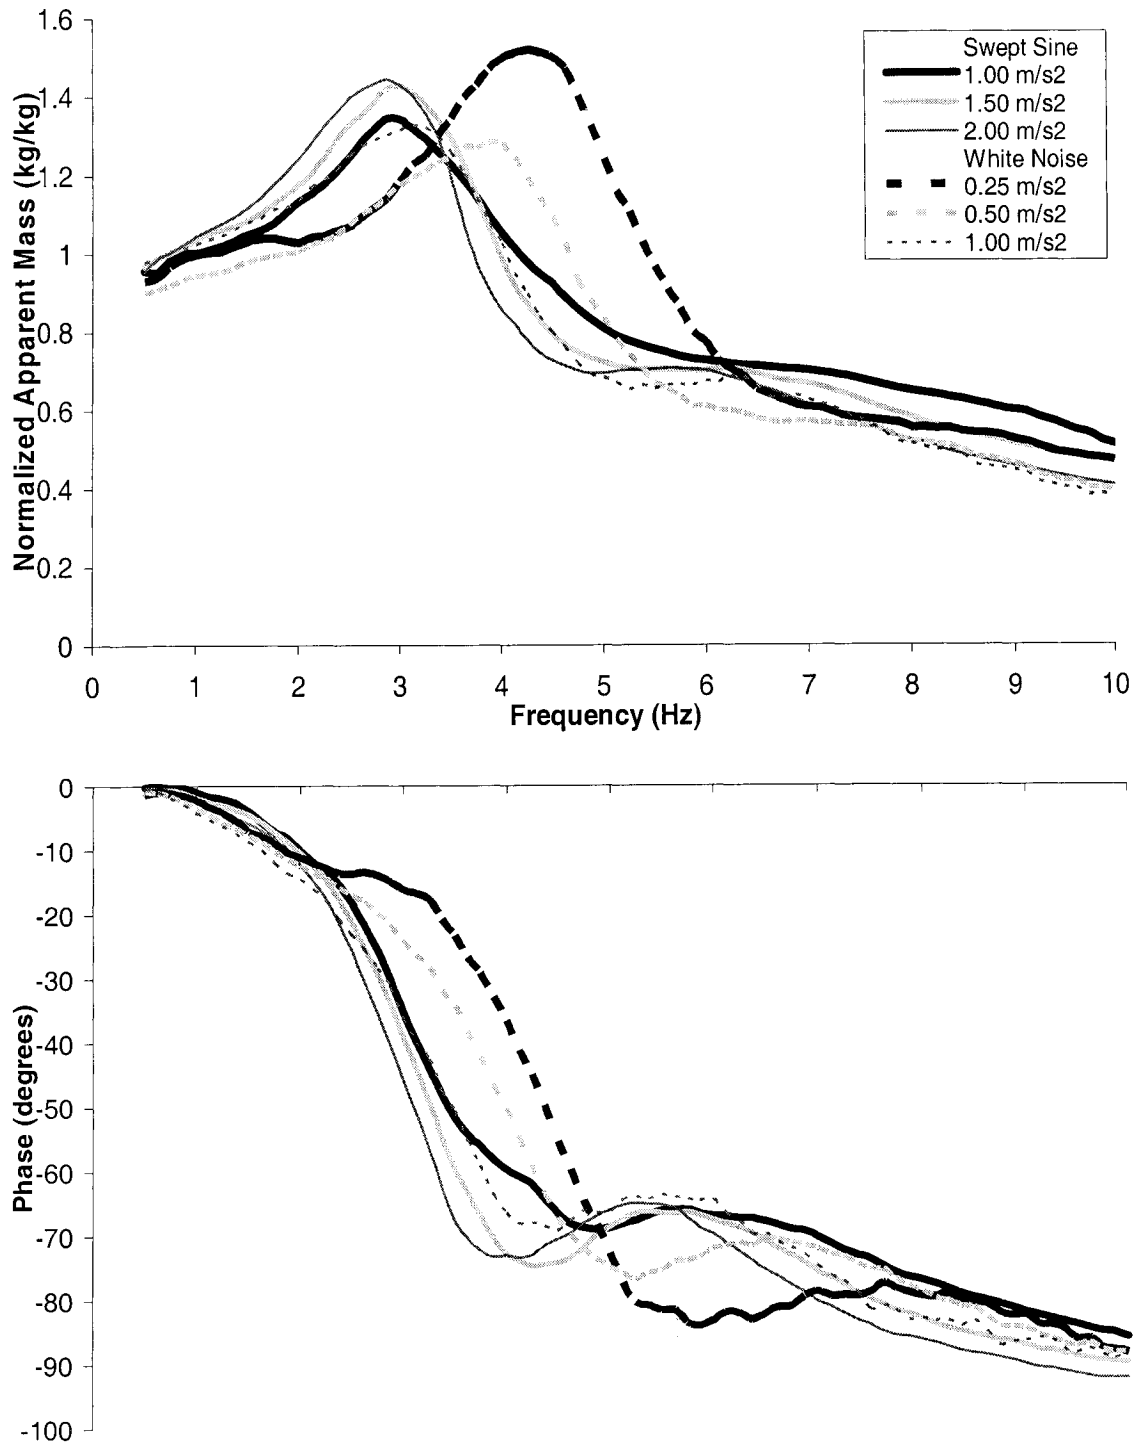 Normalized Apparent Mass (kg/kg)
1.6
1.4
1.2
1
0.8
0.6
0.4
0.2
0
Swept Sine
1.00 m/s2
1.50 m/s2
2.00 m/s2
White Noise
0.25 m/s2
0.50 m/s2
1.00 m/s2
0 1 2 3 4 5 6 7 8 9 10
Frequency (Hz)
Phase (degrees)
0
-10
-20
-30
-40
-50
-60
-70
-80
-90
-100